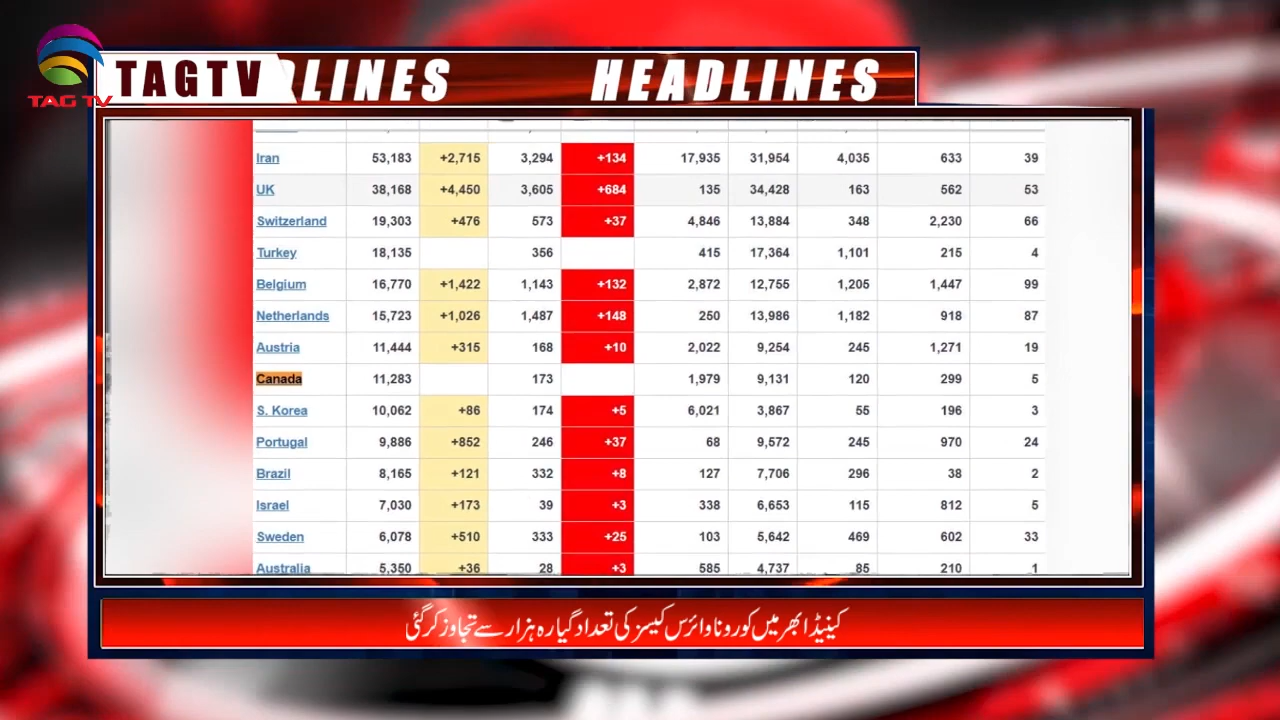 TAG TV
TAGTV
LINES HEADLINES
Iran 53,183 +2,715 3,294 +134 17,935 31,954 4,035 633 39
UK 38,168 +4,450 3,605 +684 135 34,428 163 562 53
Switzerland 19,303 +476 573 +37 4,846 13,884 348 2,230 66
Turkey 18,135 356 415 17,364 1,101 215 4
Belgium 16,770 +1,422 1,143 +132 2,872 12,755 1,205 1,447 99
Netherlands 15,723 +1,026 1,487 +148 250 13,986 1,182 918 87
Austria 11,444 +315 168 +10 2,022 9,254 245 1,271 19
Canada 11,283 173 1,979 9,131 120 299 5
S. Korea 10,062 +86 174 +5 6,021 3,867 55 196 3
Portugal 9,886 +852 246 +37 68 9,572 245 970 24
Brazil 8,165 +121 332 +8 127 7,706 296 38 2
Israel 7,030 +173 39 +3 338 6,653 115 812 5
Sweden 6,078 +510 333 +25 103 5,642 469 602 33
Australia 5,350 +36 28 +3 585 4,737 85 210 1
کینیڈا بھر میں کورونا وائرس کیسز کی تعداد گیارہ ہزار سے تجاوز کر گئی